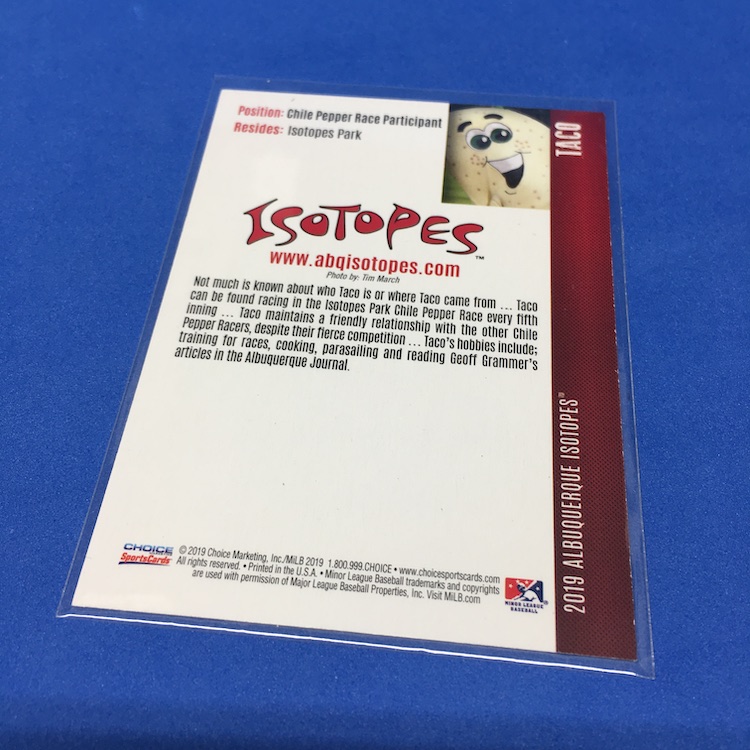 Position: Chile Pepper Race Participant
Resides: Isotopes Park
TACO
ISOTOPES™
www.abqisotopes.com
Photo by: Tim March
Not much is known about who Taco is or where Taco came from ... Taco
can be found racing in the Isotopes Park Chile Pepper Race every fifth
inning ... Taco maintains a friendly relationship with the other Chile
Pepper Racers, despite their fierce competition ... Taco's hobbies include;
training for races, cooking, parasailing and reading Geoff Grammer's
articles in the Albuquerque Journal.
2019 ALBUQUERQUE ISOTOPES™
CHOICE
SportsCards
© 2019 Choice Marketing, Inc./MiLB 2019 1.800.999.CHOICE • www.choicesportscards.com
All rights reserved. • Printed in the U.S.A. • Minor League Baseball trademarks and copyrights
are used with permission of Major League Baseball Properties, Inc. Visit MiLB.com
MINOR LEAGUE
BASEBALL®